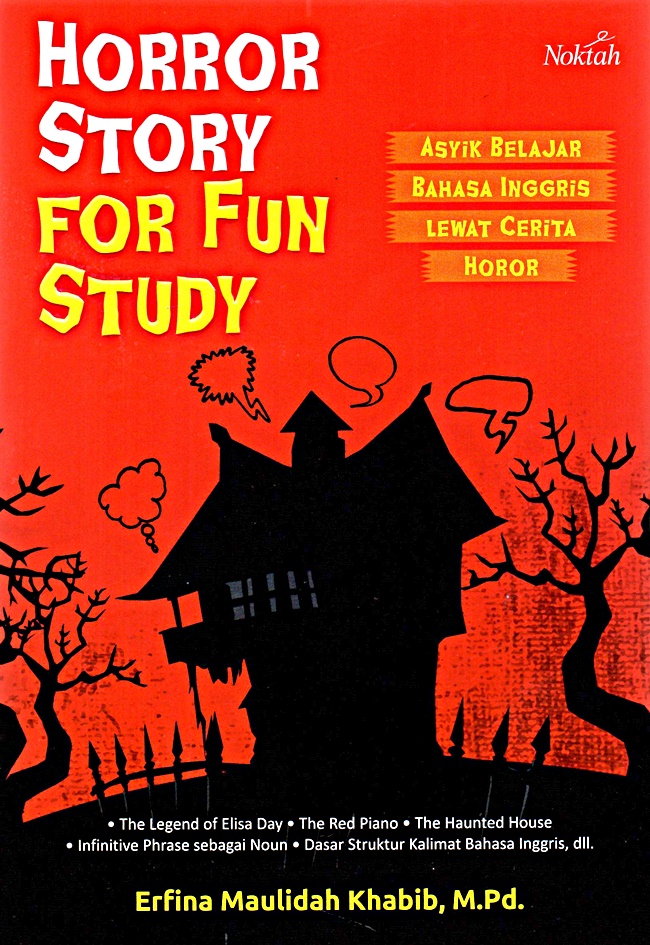 Horror
Story
for Fun
Study
Noktah
Asyik Belajar
Bahasa Inggris
lewat Cerita
Horor
• The Legend of Elisa Day • The Red Piano • The Haunted House
• Infinitive Phrase sebagai Noun • Dasar Struktur Kalimat Bahasa Inggris, dll.
Erfina Maulidah Khabib, M.Pd.